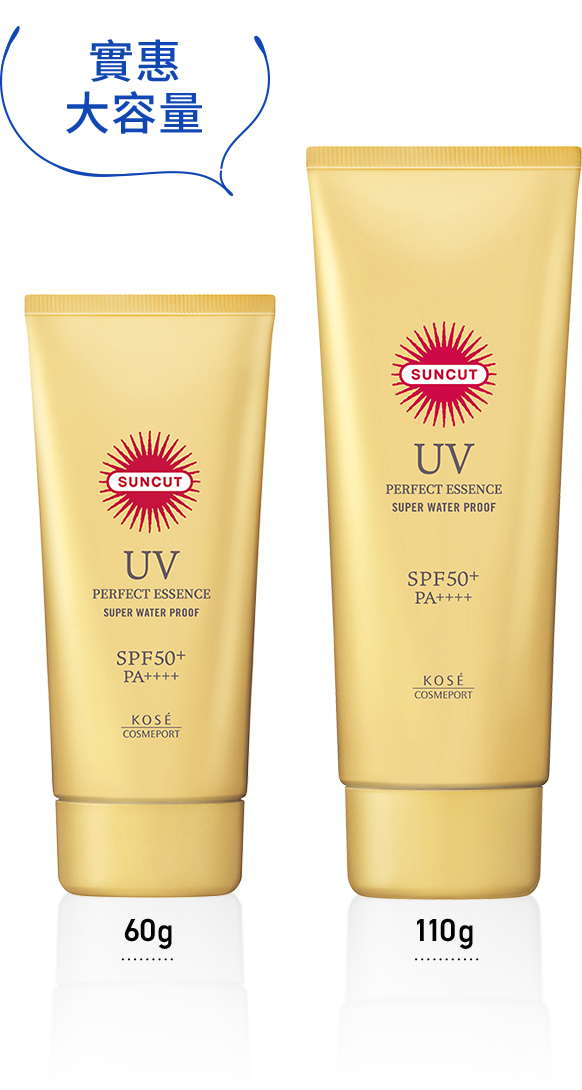 實惠
大容量
SUNCUT
UV
PERFECT ESSENCE
SUPER WATER PROOF
SPF50+
PA++++
KOSÉ
COSMEPORT
60g
SUNCUT
UV
PERFECT ESSENCE
SUPER WATER PROOF
SPF50+
PA++++
KOSÉ
COSMEPORT
110g